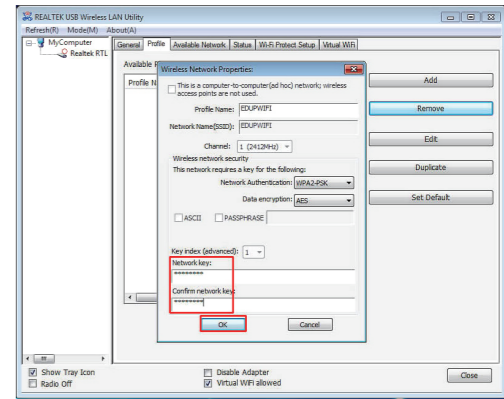 REALTEK USB Wireless LAN Utility
Refresh(R) Mode(M) About(A)
MyComputer
Realtek RTL
General Profile Available Network Status Wi-Fi Protect Setup Virtual WiFi
Available
Profile N
Wireless Network Properties:
This is a computer-to-computer(ad hoc) network; wireless
access points are not used.
Profile Name: EDUPWIFI
Network Name(SSID): EDUPWIFI
Channel: 1 (2412MHz)
Wireless network security
This network requires a key for the following:
Network Authentication: WPA2-PSK
Data encryption: AES
ASCII PASSPHRASE
Key index (advanced): 1
Network key:
********
Confirm network key:
********
OK Cancel
Add
Remove
Edit
Duplicate
Set Default
Show Tray Icon
Radio Off
Disable Adapter
Virtual WiFi allowed
Close